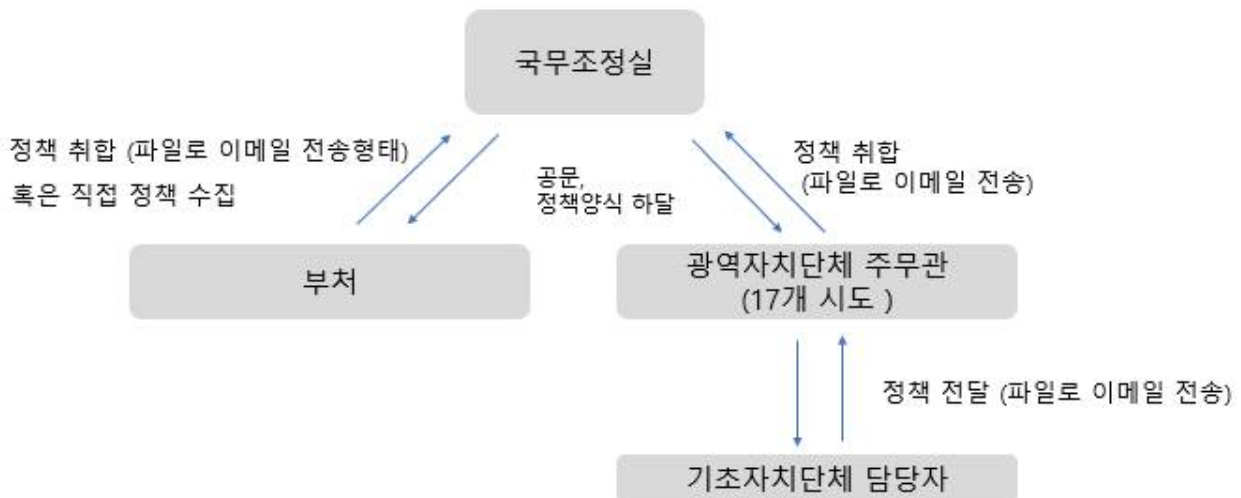 국무조정실
정책 취합 (파일로 이메일 전송형태)
혹은 직접 정책 수집
공문,
정책양식 하달
정책 취합
(파일로 이메일 전송)
부처
광역자치단체 주무관
(17개 시도 )
정책 전달 (파일로 이메일 전송)
기초자치단체 담당자